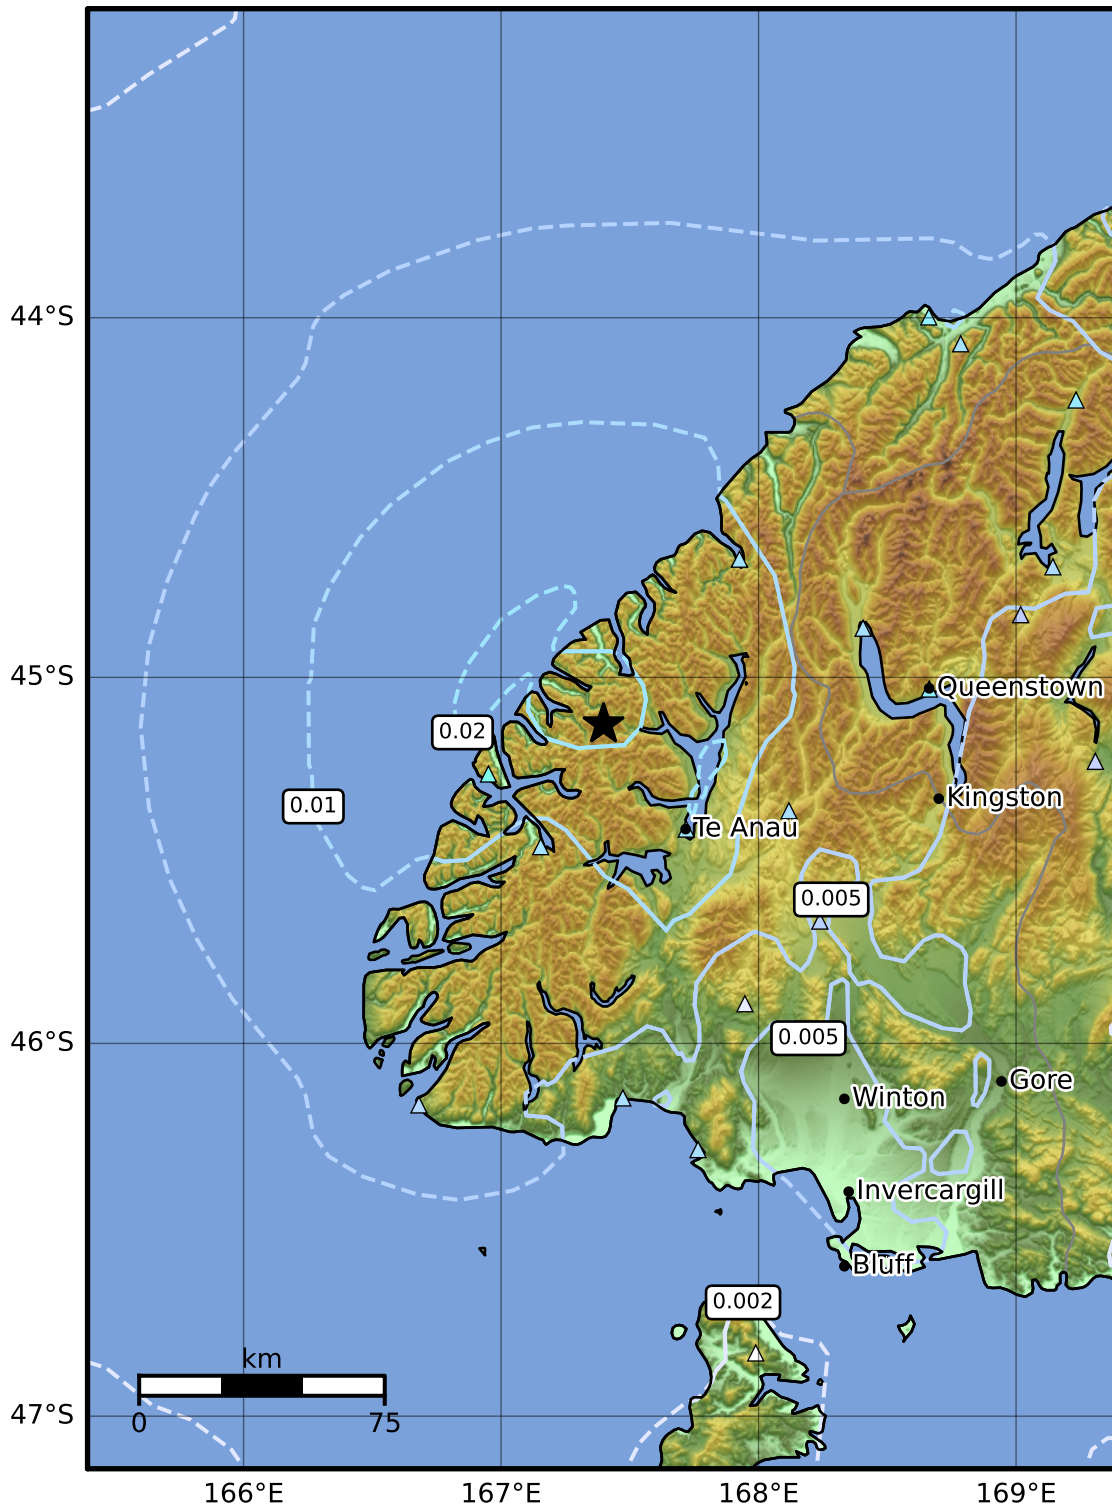 44°S
45°S
Queenstown
0.02
Kingston
0.01
Te Anau
0.005
0.005
46°S
Gore
Winton
Invercargill
Bluff
0.002
km
0 75
47°S
166°E 167°E 168°E 169°E